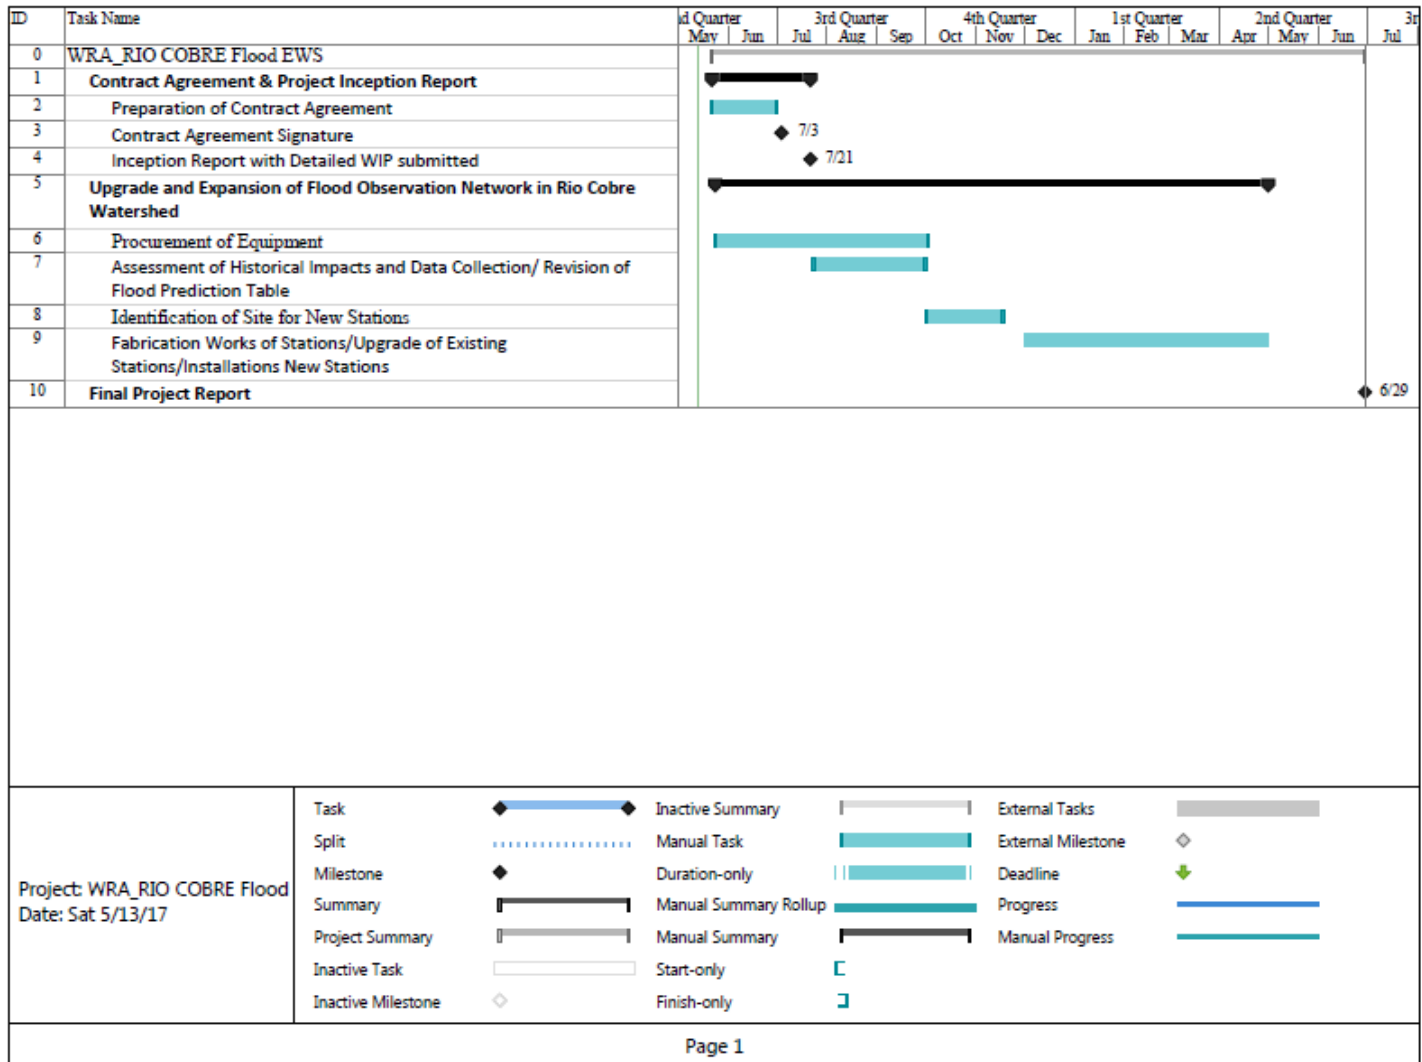 ID Task Name d Quarter 3rd Quarter 4th Quarter 1st Quarter 2nd Quarter 3r
May Jun Jul Aug Sep Oct Nov Dec Jan Feb Mar Apr May Jun Jul
0 WRA_RIO COBRE Flood EWS
1 Contract Agreement & Project Inception Report
2 Preparation of Contract Agreement
3 Contract Agreement Signature 7/3
4 Inception Report with Detailed WIP submitted 7/21
5 Upgrade and Expansion of Flood Observation Network in Rio Cobre
Watershed
6 Procurement of Equipment
7 Assessment of Historical Impacts and Data Collection/ Revision of
Flood Prediction Table
8 Identification of Site for New Stations
9 Fabrication Works of Stations/Upgrade of Existing
Stations/Installations New Stations
10 Final Project Report 6/29
Project: WRA_RIO COBRE Flood
Date: Sat 5/13/17
Task Inactive Summary External Tasks
Split Manual Task External Milestone
Milestone Duration-only Deadline
Summary Manual Summary Rollup Progress
Project Summary Manual Summary Manual Progress
Inactive Task Start-only
Inactive Milestone Finish-only
Page 1